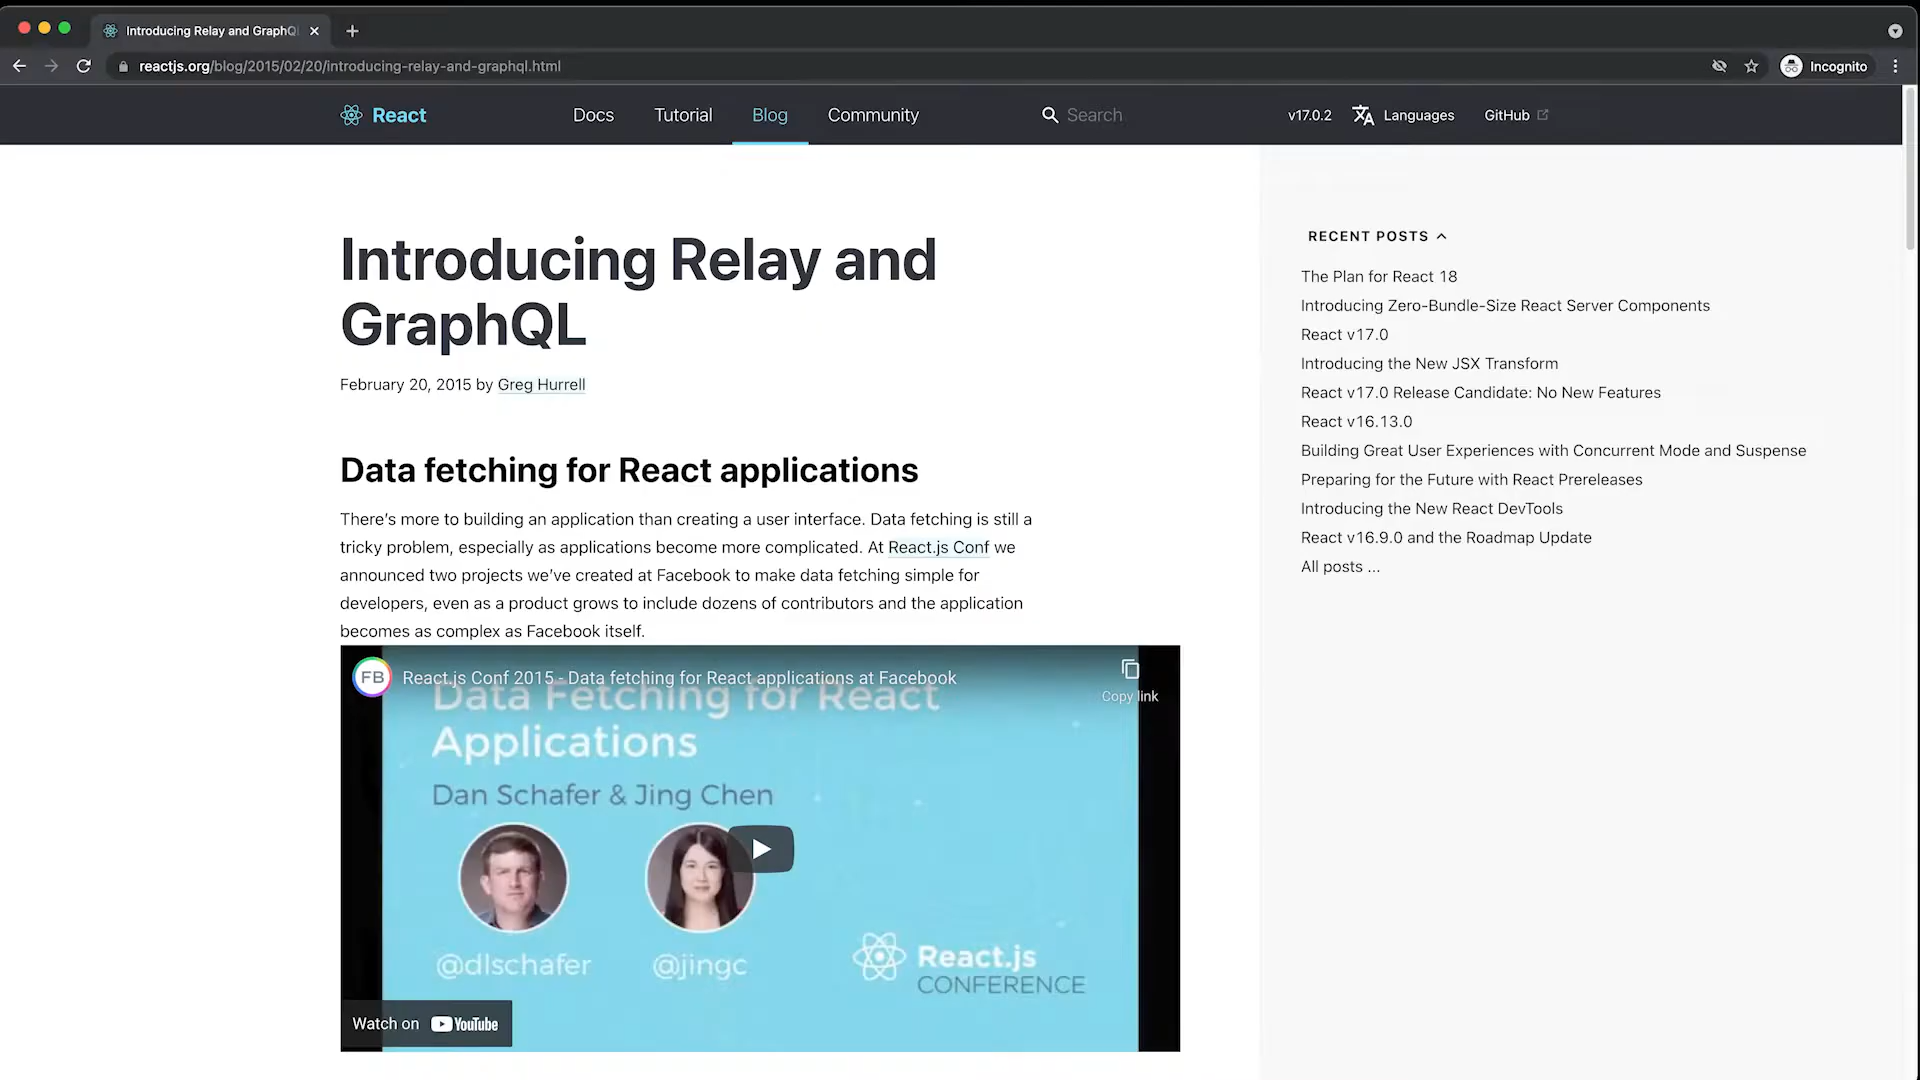 Introducing Relay and GraphQ
reactjs.org/blog/2015/02/20/introducing-relay-and-graphql.html
Incognito
React
Docs
Tutorial
Blog
Community
Search
v17.0.2
Languages
GitHub
Introducing Relay and
GraphQL
February 20, 2015 by Greg Hurrell
Data fetching for React applications
There's more to building an application than creating a user interface. Data fetching is still a
tricky problem, especially as applications become more complicated. At React.js Conf we
announced two projects we've created at Facebook to make data fetching simple for
developers, even as a product grows to include dozens of contributors and the application
becomes as complex as Facebook itself.
FB
React.js Conf 2015 - Data fetching for React applications at Facebook
Copy link
Data Fetching for React
Applications
Dan Schafer & Jing Chen
@dlschafer
@jingc
React.js
CONFERENCE
Watch on YouTube
RECENT POSTS
The Plan for React 18
Introducing Zero-Bundle-Size React Server Components
React v17.0
Introducing the New JSX Transform
React v17.0 Release Candidate: No New Features
React v16.13.0
Building Great User Experiences with Concurrent Mode and Suspense
Preparing for the Future with React Prereleases
Introducing the New React DevTools
React v16.9.0 and the Roadmap Update
All posts ...